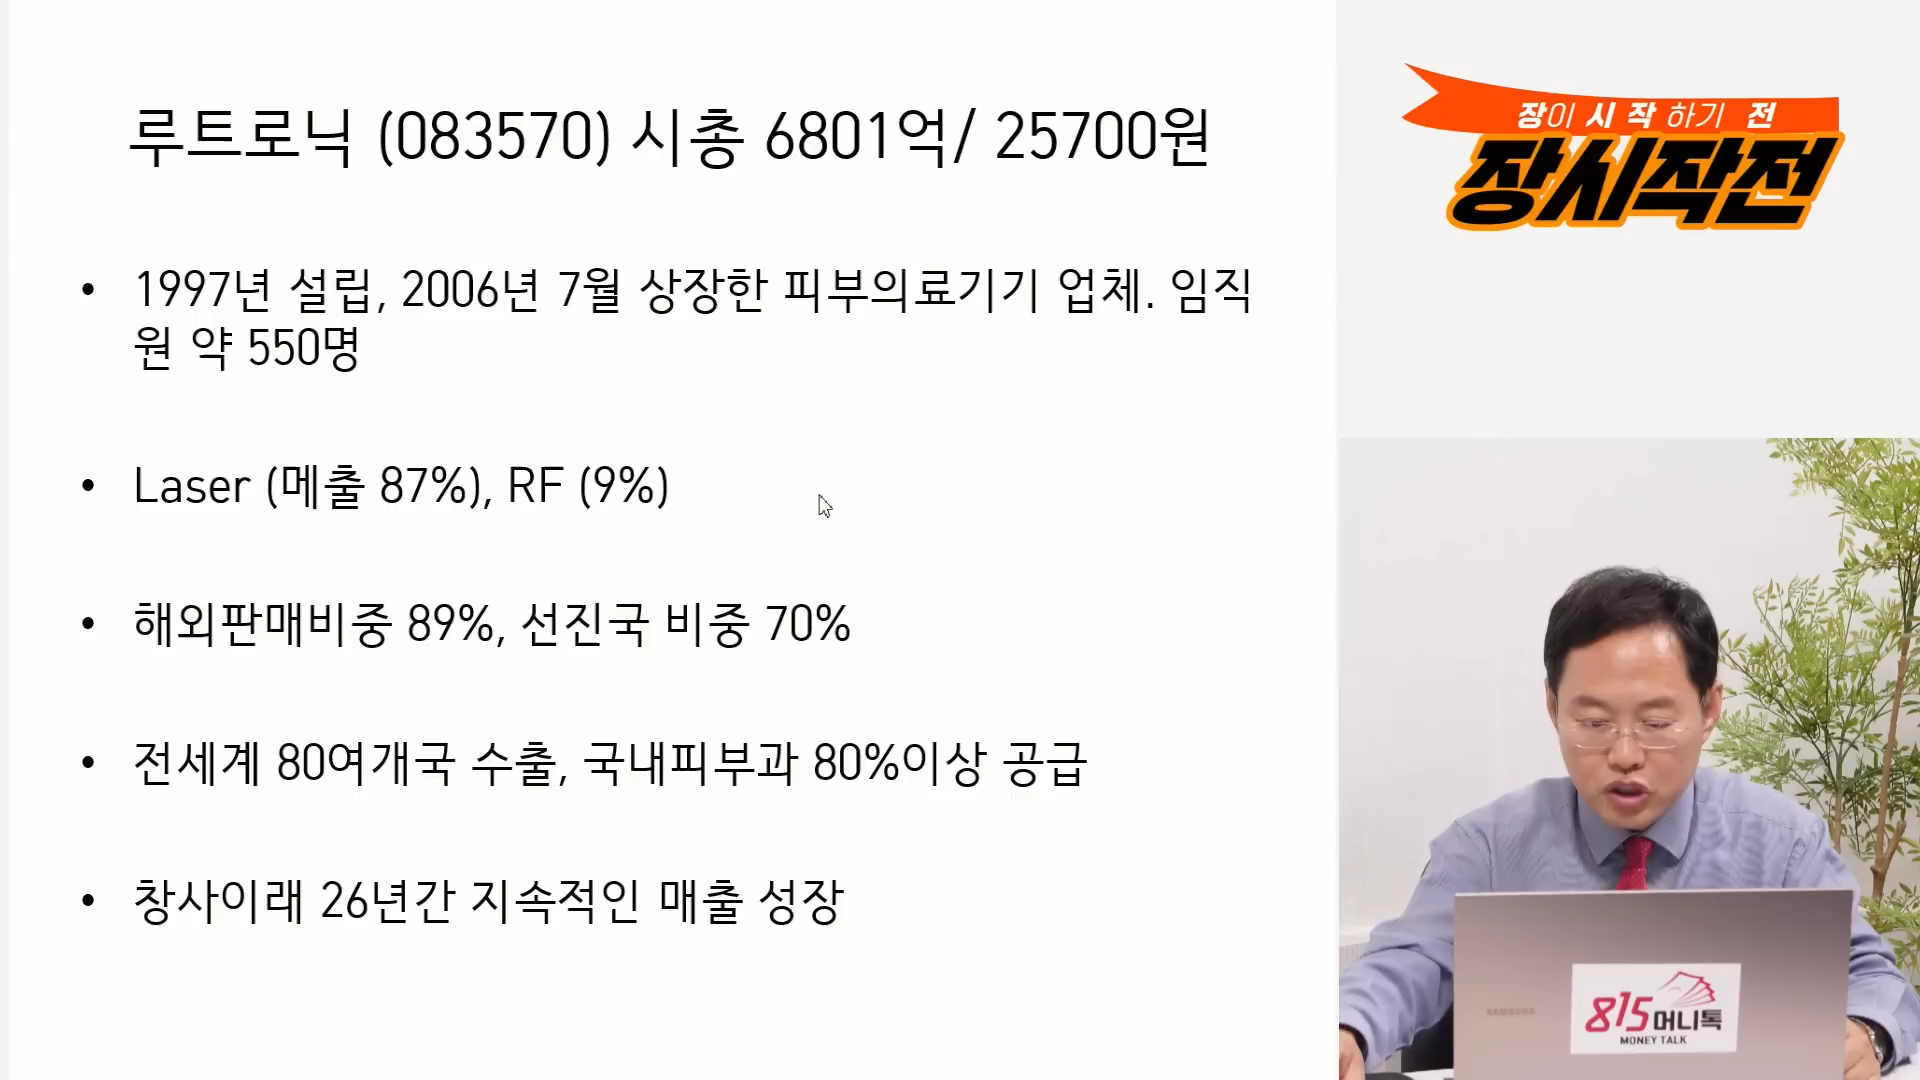 루트로닉 (083570) 시총 6801억/ 25700원
• 1997년 설립, 2006년 7월 상장한 피부의료기기 업체. 임직
원 약 550명
• Laser (메출 87%), RF (9%)
• 해외판매비중 89%, 선진국 비중 70%
• 전세계 80여개국 수출, 국내피부과 80%이상 공급
• 창사이래 26년간 지속적인 매출 성장
장이 시작하기 전
장시작전
SAMSUNG
815머니톡
MONEY TALK